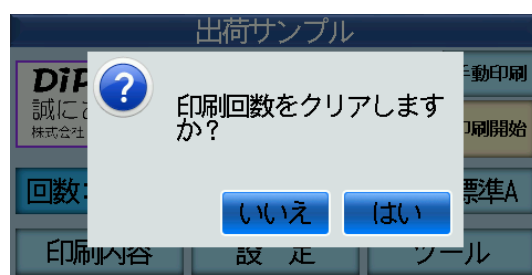 出荷サンプル
DiP
手動印刷
誠にご
株式会社
印刷回数をクリアします
か？
印刷開始
回数:
いいえ
はい
標準A
印刷内容
設 定
ツール